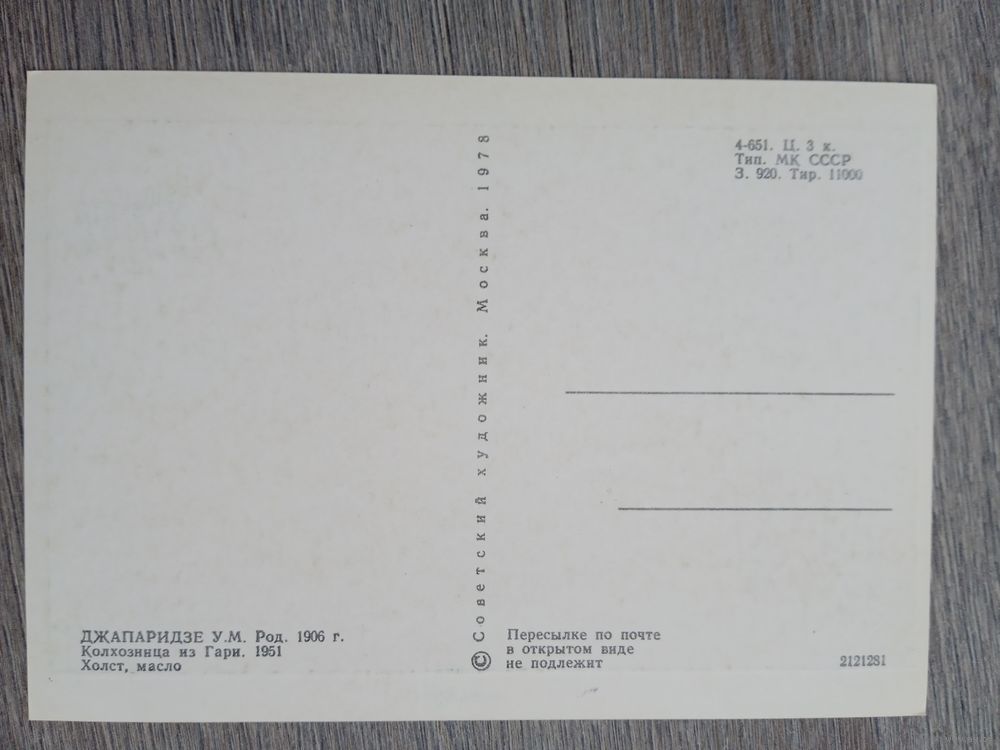 4-651. Ц. 3 к.
Тип. МК СССР
З. 920. Тир. 11000
© Советский художник. Москва. 1978
ДЖАПАРИДЗЕ У.М. Род. 1906 г.
Колхозница из Гари. 1951
Холст, масло
Пересылке по почте
в открытом виде
не подлежит
2121281